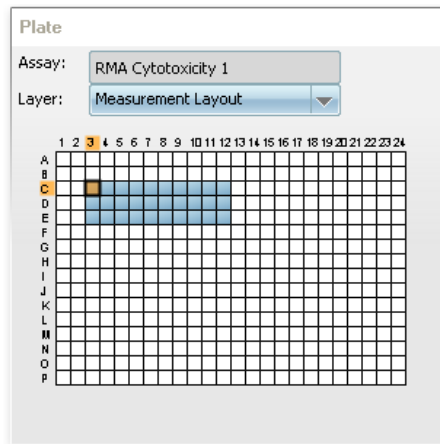 Plate
Assay: RMA Cytotoxicity 1
Layer: Measurement Layout
1 2 3 4 5 6 7 8 9 10 11 12 13 14 15 16 17 18 19 20 21 22 23 24
A
B
C
D
E
F
G
H
I
J
K
L
M
N
O
P